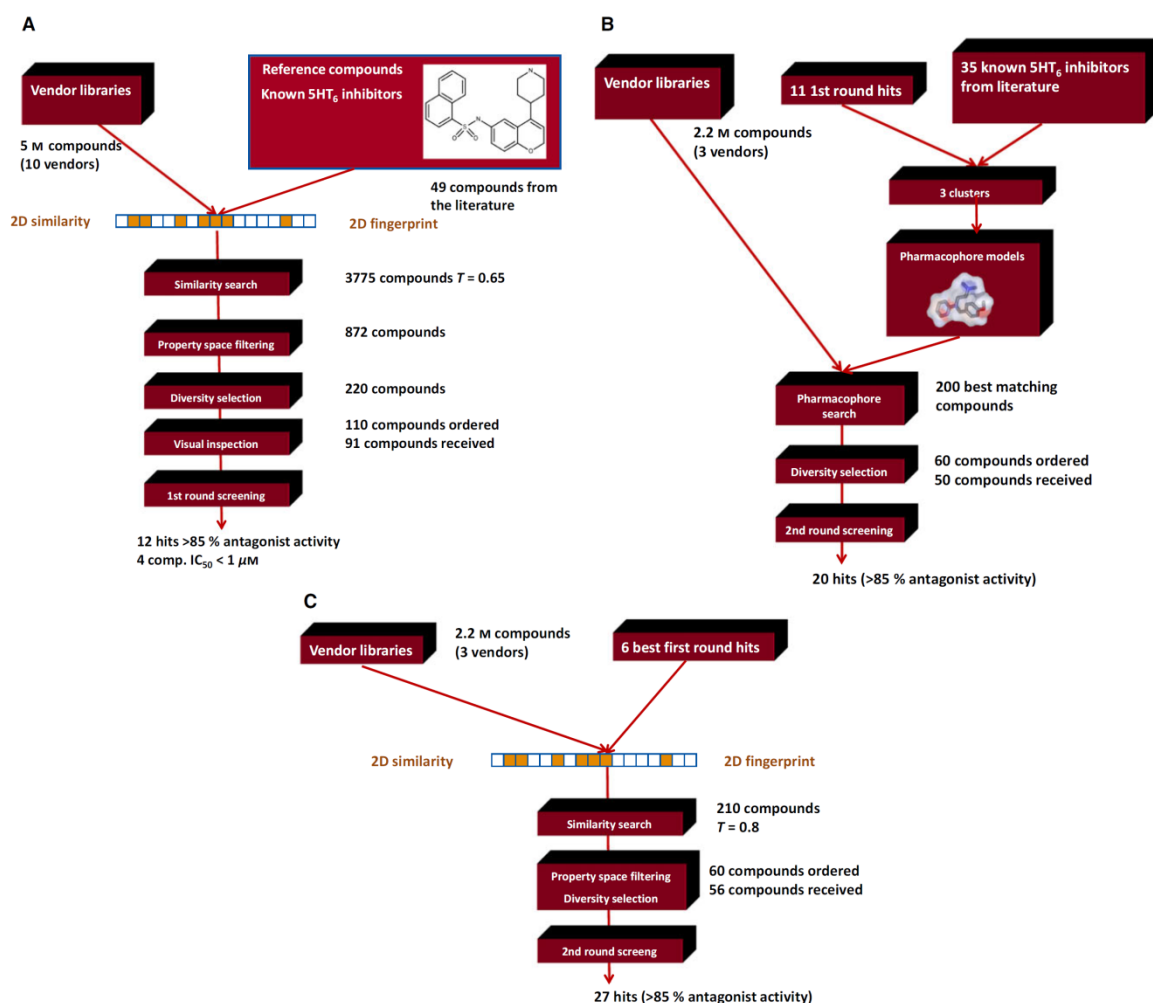 A
Vendor libraries
5 M compounds
(10 vendors)
Reference compounds
Known 5HT6 inhibitors
N
S
N
O
O
O
49 compounds from
the literature
2D similarity
2D fingerprint
Similarity search
3775 compounds T = 0.65
Property space filtering
872 compounds
Diversity selection
220 compounds
Visual inspection
110 compounds ordered
91 compounds received
1st round screening
12 hits >85 % antagonist activity
4 comp. IC50 < 1 μM
B
Vendor libraries
2.2 M compounds
(3 vendors)
11 1st round hits
35 known 5HT6 inhibitors
from literature
3 clusters
Pharmacophore models
Pharmacophore
search
200 best matching
compounds
Diversity selection
60 compounds ordered
50 compounds received
2nd round screening
20 hits (>85 % antagonist activity)
C
Vendor libraries
2.2 M compounds
(3 vendors)
6 best first round hits
2D similarity
2D fingerprint
Similarity search
210 compounds
T = 0.8
Property space filtering
Diversity selection
60 compounds ordered
56 compounds received
2nd round screeng
27 hits (>85 % antagonist activity)